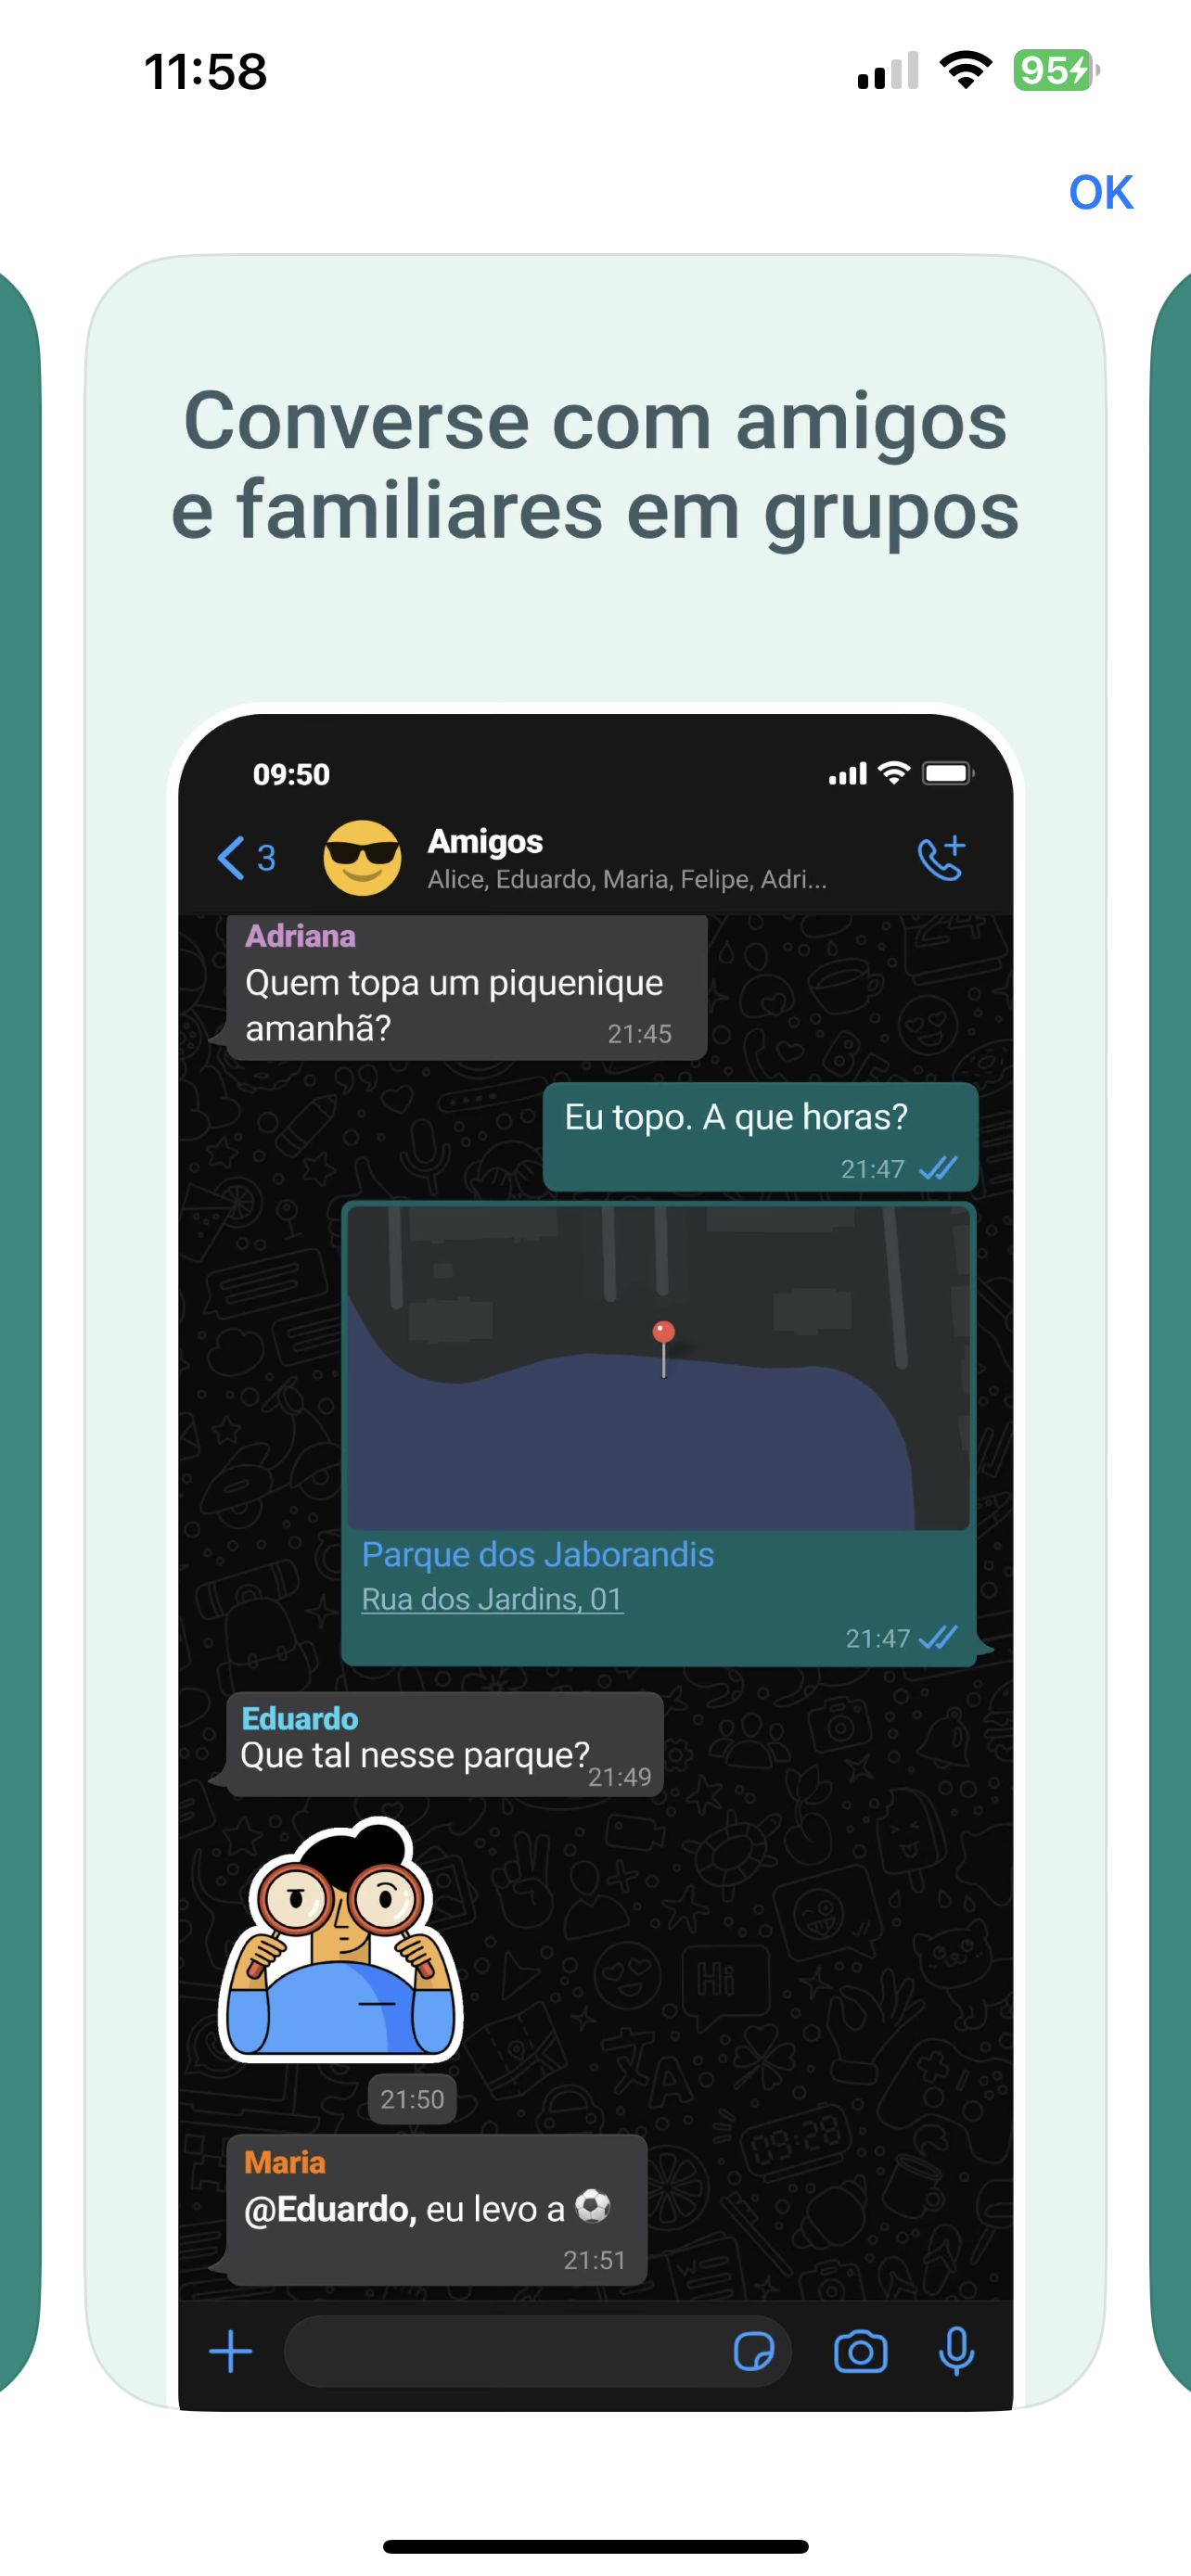 11:58
95
OK
Converse com amigos
e familiares em grupos
09:50
3
Amigos
Alice, Eduardo, Maria, Felipe, Adri...
Adriana
Quem topa um piquenique
amanhã?
21:45
Eu topo. A que horas?
21:47
Parque dos Jaborandis
Rua dos Jardins, 01
21:47
Eduardo
Que tal nesse parque?
21:49
Hi
21:50
09:28
Maria
@Eduardo, eu levo a ⚽
21:51